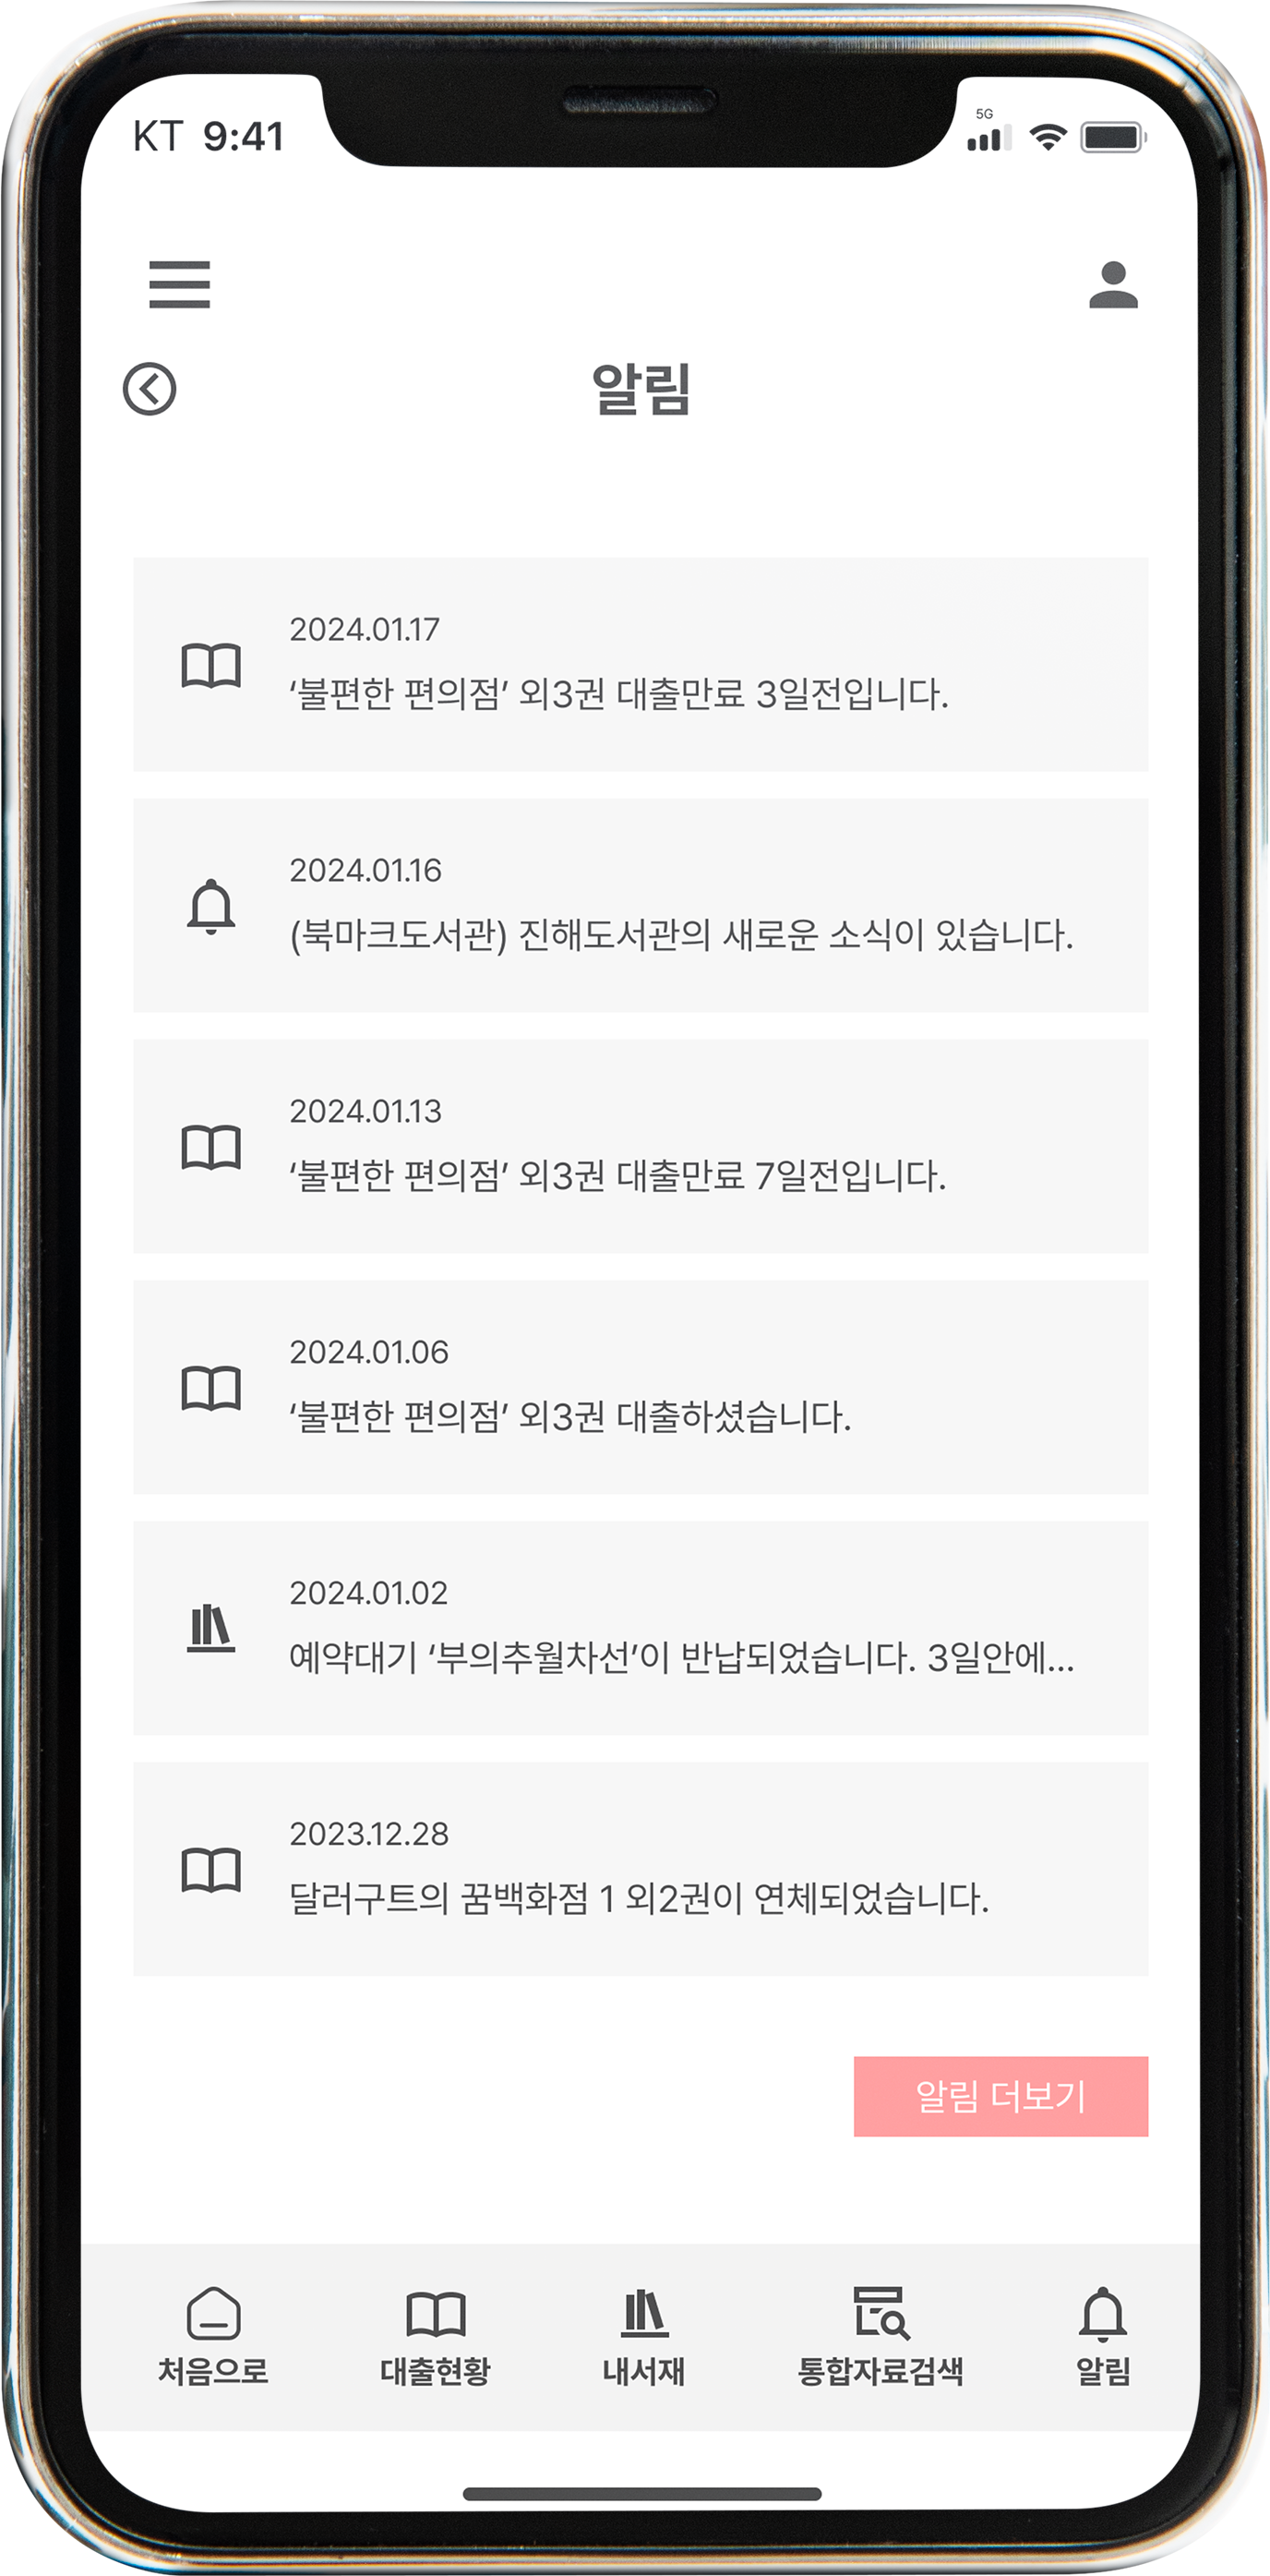 KT 9:41
5G
알림
2024.01.17
‘불편한 편의점’ 외3권 대출만료 3일전입니다.
2024.01.16
(북마크도서관) 진해도서관의 새로운 소식이 있습니다.
2024.01.13
‘불편한 편의점’ 외3권 대출만료 7일전입니다.
2024.01.06
‘불편한 편의점’ 외3권 대출하셨습니다.
2024.01.02
예약대기 ‘부의추월차선’이 반납되었습니다. 3일안에...
2023.12.28
달러구트의 꿈백화점 1 외2권이 연체되었습니다.
알림 더보기
처음으로 대출현황 내서재 통합자료검색 알림